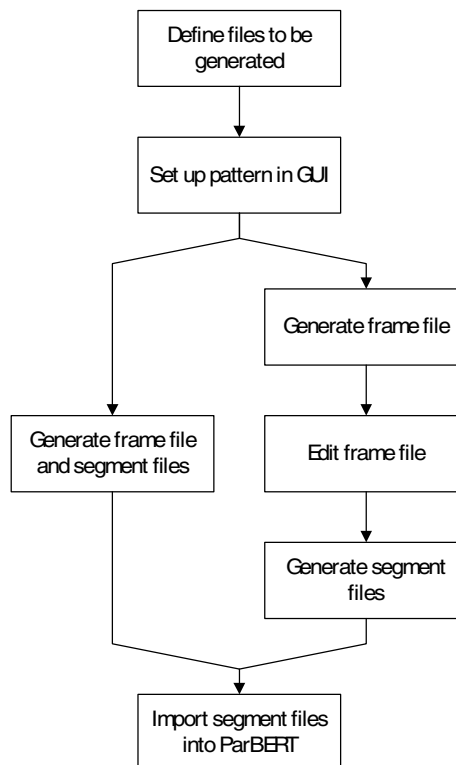 Define files to be
generated
Set up pattern in GUI
Generate frame file
Generate frame file
and segment files
Edit frame file
Generate segment
files
Import segment files
into ParBERT